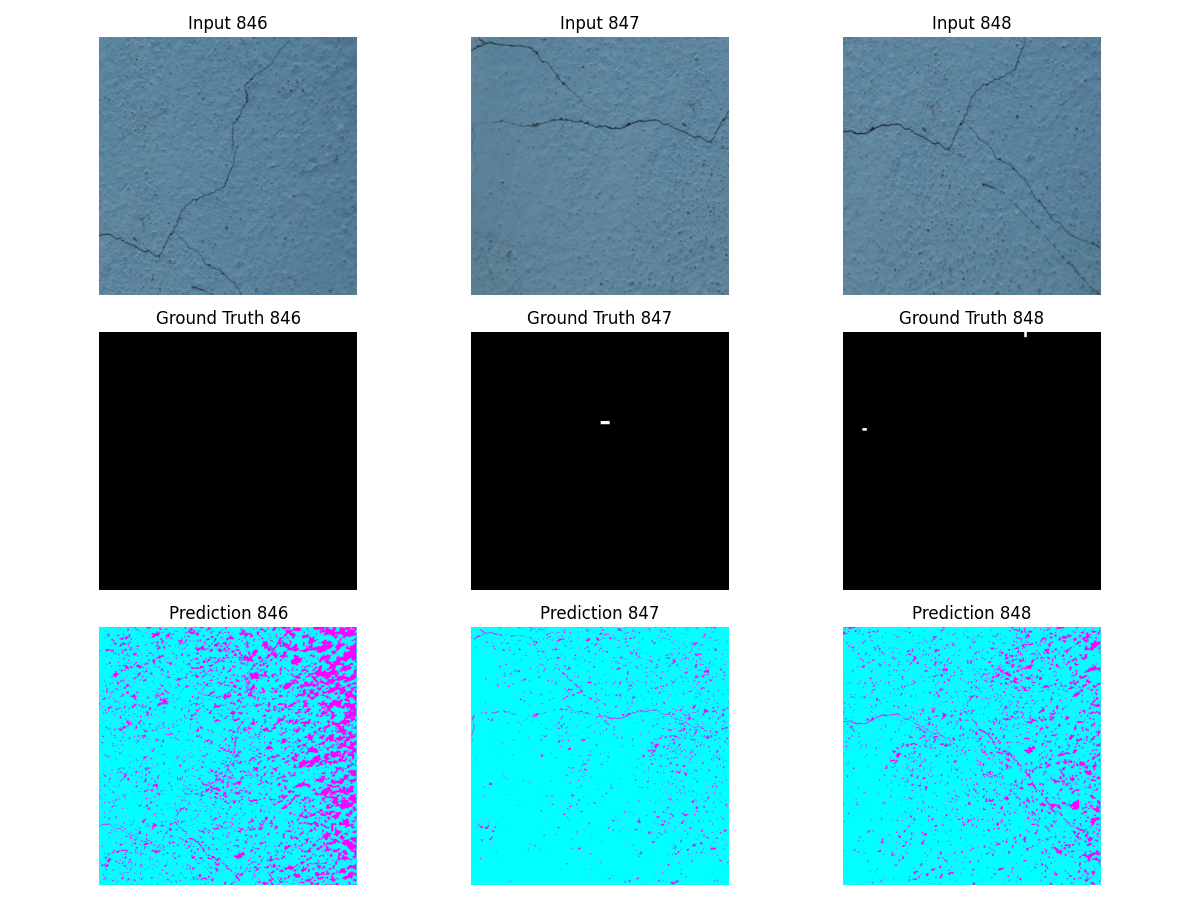 Input 846
Input 847
Input 848
Ground Truth 846
Ground Truth 847
Ground Truth 848
Prediction 846
Prediction 847
Prediction 848